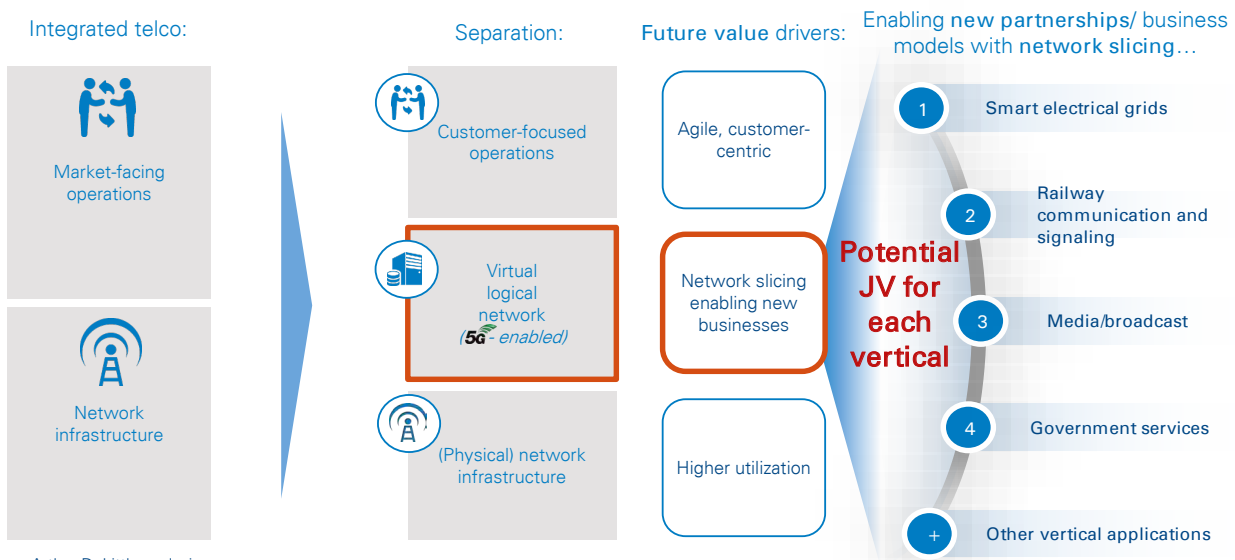 Integrated telco:
Market-facing
operations
Network
infrastructure
Separation:
Customer-focused
operations
Virtual
logical
network
(5G - enabled)
(Physical) network
infrastructure
Future value drivers:
Agile, customer-
centric
Network slicing
enabling new
businesses
Higher utilization
Enabling new partnerships/ business
models with network slicing…
Potential
JV for
each
vertical
1
Smart electrical grids
2
Railway
communication and
signaling
3
Media/broadcast
4
Government services
+
Other vertical applications